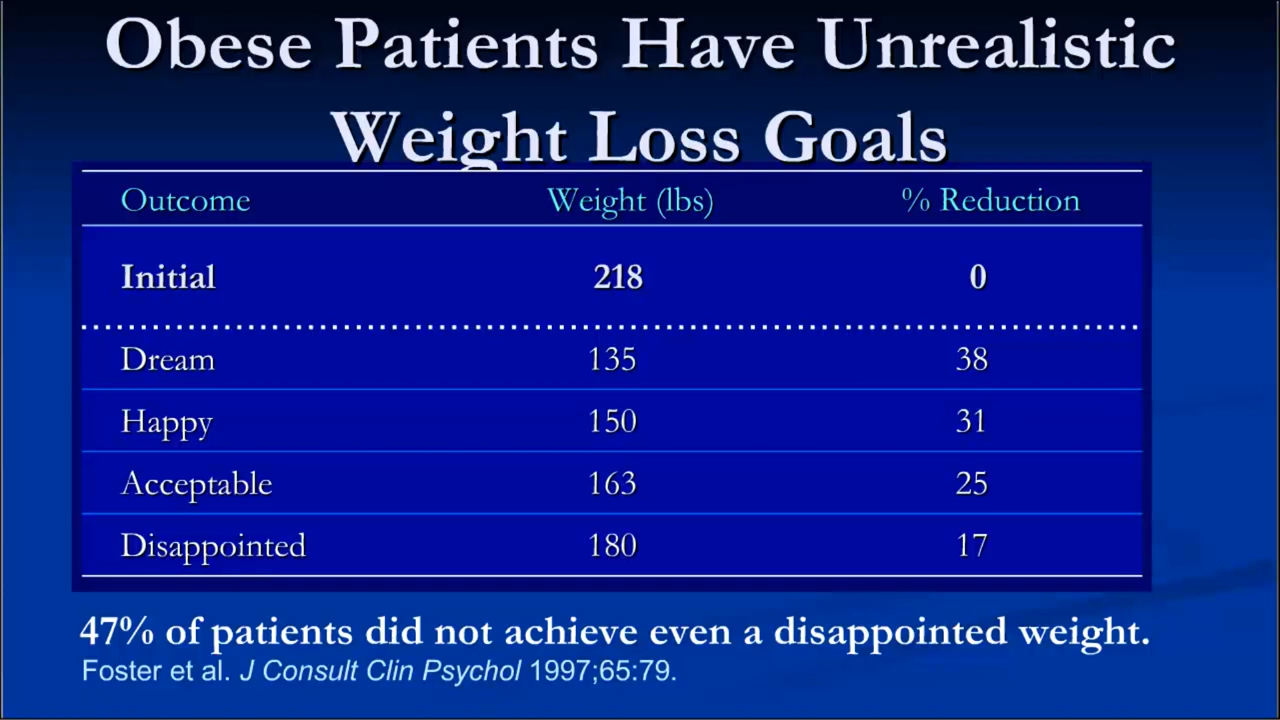 Obese Patients Have Unrealistic
Weight Loss Goals
Outcome Weight (lbs) % Reduction
Initial 218 0
Dream 135 38
Happy 150 31
Acceptable 163 25
Disappointed 180 17
47% of patients did not achieve even a disappointed weight.
Foster et al. J Consult Clin Psychol 1997;65:79.